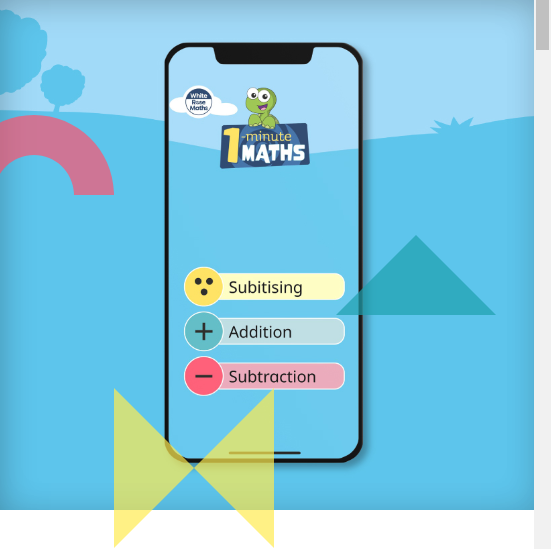 White
Rose
Maths
1-minute
MATHS
Subitising
Addition
Subtraction